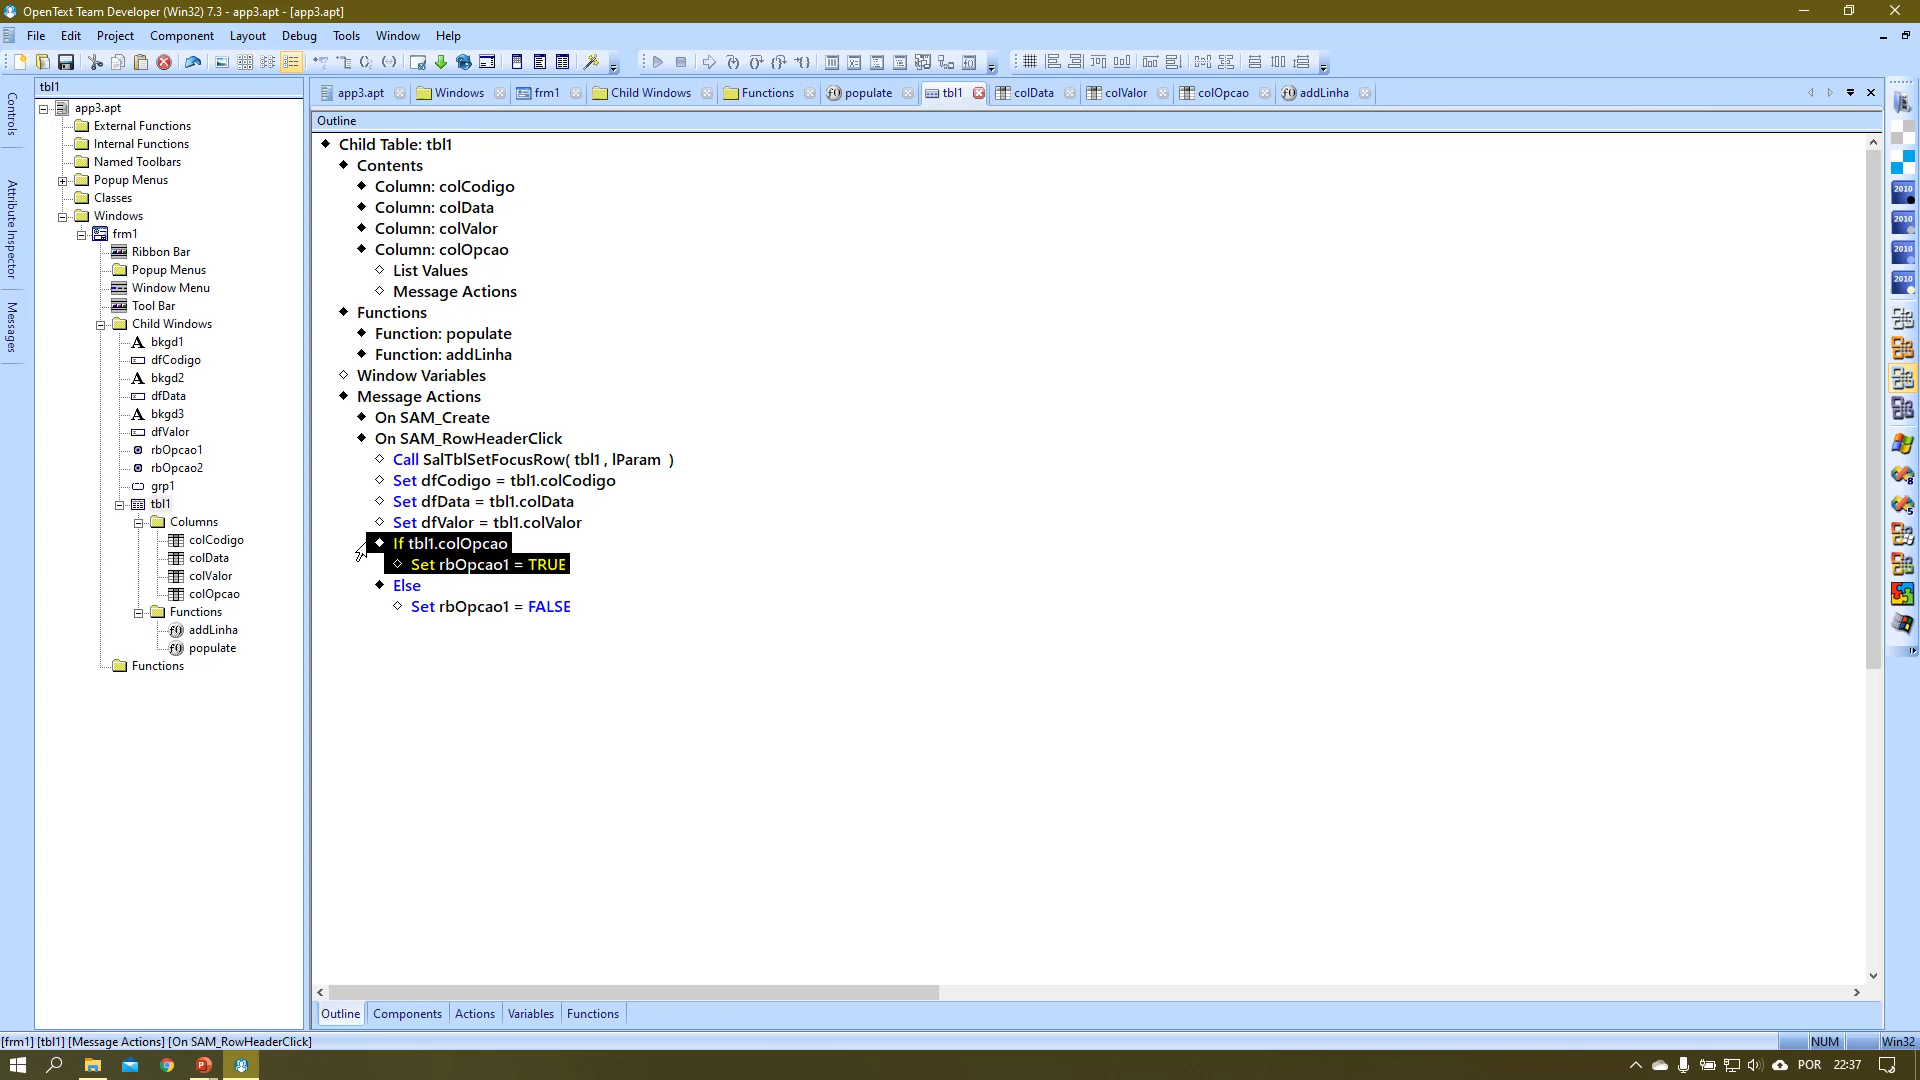 OpenText Team Developer (Win32) 7.3 - app3.apt - [app3.apt]
File Edit Project Component Layout Debug Tools Window Help
tbl1
app3.apt Windows frm1 Child Windows Functions populate tbl1 colData colValor colOpcao addLinha
Controls
Attribute Inspector
Messages
app3.apt
External Functions
Internal Functions
Named Toolbars
Popup Menus
Classes
Windows
frm1
Ribbon Bar
Popup Menus
Window Menu
Tool Bar
Child Windows
bkgd1
dfCodigo
bkgd2
dfData
bkgd3
dfValor
rbOpcao1
rbOpcao2
grp1
tbl1
Columns
colCodigo
colData
colValor
colOpcao
Functions
addLinha
populate
Functions
Outline
Child Table: tbl1
Contents
Column: colCodigo
Column: colData
Column: colValor
Column: colOpcao
List Values
Message Actions
Functions
Function: populate
Function: addLinha
Window Variables
Message Actions
On SAM_Create
On SAM_RowHeaderClick
Call SalTblSetFocusRow( tbl1 , lParam  )
Set dfCodigo = tbl1.colCodigo
Set dfData = tbl1.colData
Set dfValor = tbl1.colValor
If tbl1.colOpcao
Set rbOpcao1 = TRUE
Else
Set rbOpcao1 = FALSE
2010
2010
2010
2010
Outline Components Actions Variables Functions
[frm1] [tbl1] [Message Actions] [On SAM_RowHeaderClick]
NUM Win32
POR 22:37